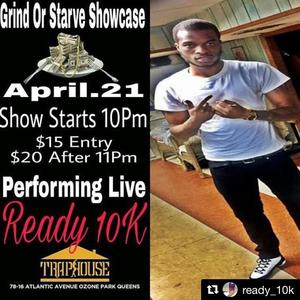 Grind Or Starve Showcase
April.21
Show Starts 10Pm
$15 Entry
$20 After 11Pm
Performing Live
Ready 10K
TRAPHOUSE
78-16 ATLANTIC AVENUE OZONE PARK QUEENS
ready_10k